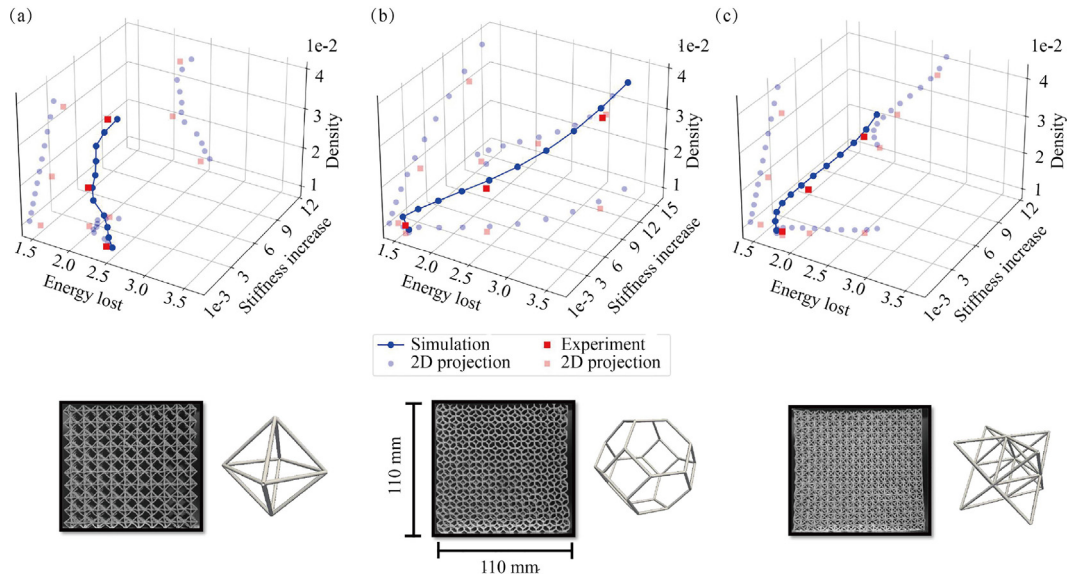 (a)
1e-2
4
3
2
1
Density
12
9
6
3
1e-3
Stiffness increase
1.5
2.0
2.5
3.0
3.5
Energy lost
(b)
1e-2
4
3
2
1
Density
15
12
9
6
3
1e-3
Stiffness increase
1.5
2.0
2.5
3.0
3.5
Energy lost
(c)
1e-2
4
3
2
1
Density
12
9
6
3
1e-3
Stiffness increase
1.5
2.0
2.5
3.0
3.5
Energy lost
Simulation
Experiment
2D projection
2D projection
110 mm
110 mm